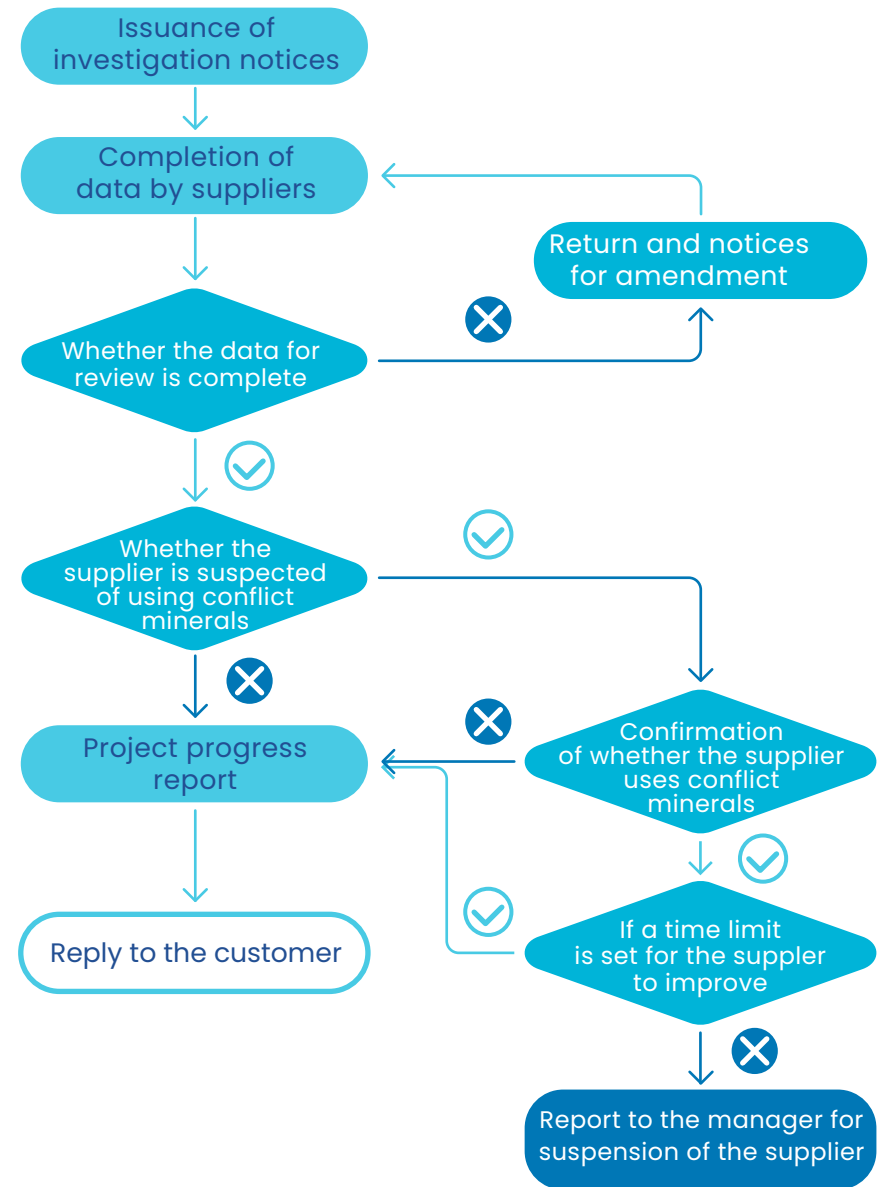 Issuance of
investigation notices
Completion of
data by suppliers
Return and notices
for amendment
Whether the data for
review is complete
Whether the
supplier is suspected
of using conflict
minerals
Project progress
report
Confirmation
of whether the supplier
uses conflict
minerals
Reply to the customer
If a time limit
is set for the suppler
to improve
Report to the manager for
suspension of the supplier